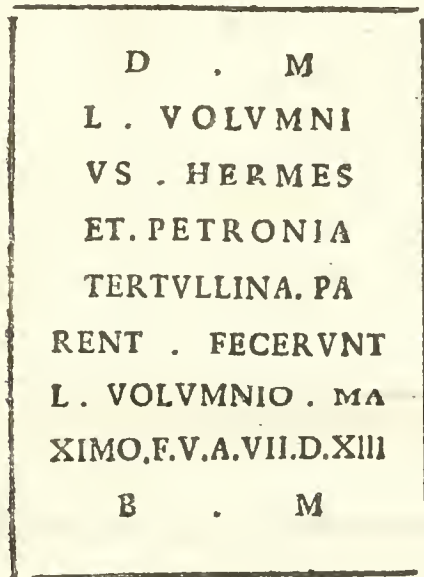 D . M
L . VOLVMNI
VS . HERMES
ET. PETRONIA
TERTVLLINA. PA
RENT . FECERVNT
L. VOLVMNIO . MA
XIMO.F.V.A.VII.D.XIII
B . M